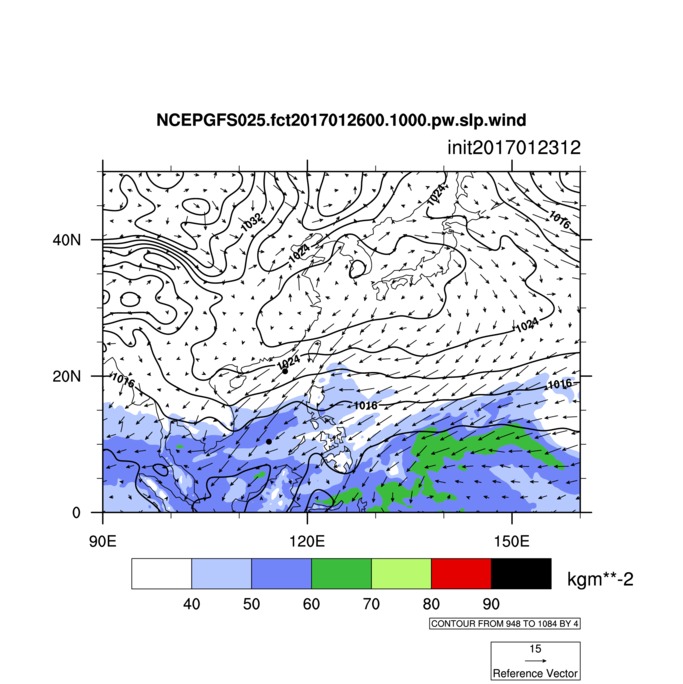 NCEPGFS025.fct2017012600.1000.pw.slp.wind
init2017012312
1024
1032
1016
1024
40N
1024
1024
20N
1016
1016
1016
0
90E 120E 150E
kgm**-2
40 50 60 70 80 90
CONTOUR FROM 948 TO 1084 BY 4
15
Reference Vector